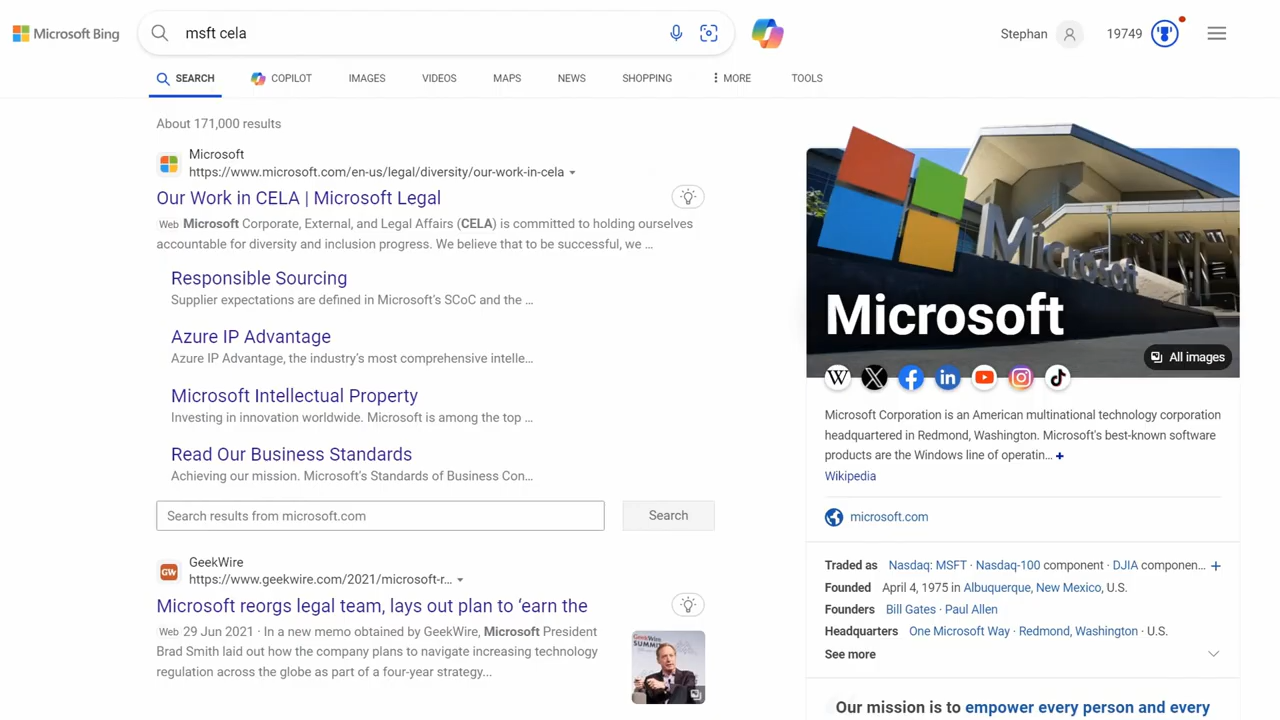 Microsoft Bing
msft cela
Stephan
19749
SEARCH
COPILOT
IMAGES
VIDEOS
MAPS
NEWS
SHOPPING
MORE
TOOLS
About 171,000 results
Microsoft
https://www.microsoft.com/en-us/legal/diversity/our-work-in-cela
Our Work in CELA | Microsoft Legal
Web Microsoft Corporate, External, and Legal Affairs (CELA) is committed to holding ourselves
accountable for diversity and inclusion progress. We believe that to be successful, we ...
Responsible Sourcing
Supplier expectations are defined in Microsoft's SCoC and the ...
Azure IP Advantage
Azure IP Advantage, the industry's most comprehensive intelle...
Microsoft Intellectual Property
Investing in innovation worldwide. Microsoft is among the top ...
Read Our Business Standards
Achieving our mission. Microsoft's Standards of Business Con...
Search results from microsoft.com
Search
GW
GeekWire
https://www.geekwire.com/2021/microsoft-r...
Microsoft reorgs legal team, lays out plan to ‘earn the
Web 29 Jun 2021 · In a new memo obtained by GeekWire, Microsoft President
Brad Smith laid out how the company plans to navigate increasing technology
regulation across the globe as part of a four-year strategy...
GeekWire
SUMMIT
Microsoft
Microsoft
All images
W
X
f
in
Microsoft Corporation is an American multinational technology corporation
headquartered in Redmond, Washington. Microsoft's best-known software
products are the Windows line of operatin... +
Wikipedia
microsoft.com
Traded as Nasdaq: MSFT · Nasdaq-100 component · DJIA componen... +
Founded April 4, 1975 in Albuquerque, New Mexico, U.S.
Founders Bill Gates · Paul Allen
Headquarters One Microsoft Way · Redmond, Washington · U.S.
See more
Our mission is to empower every person and every